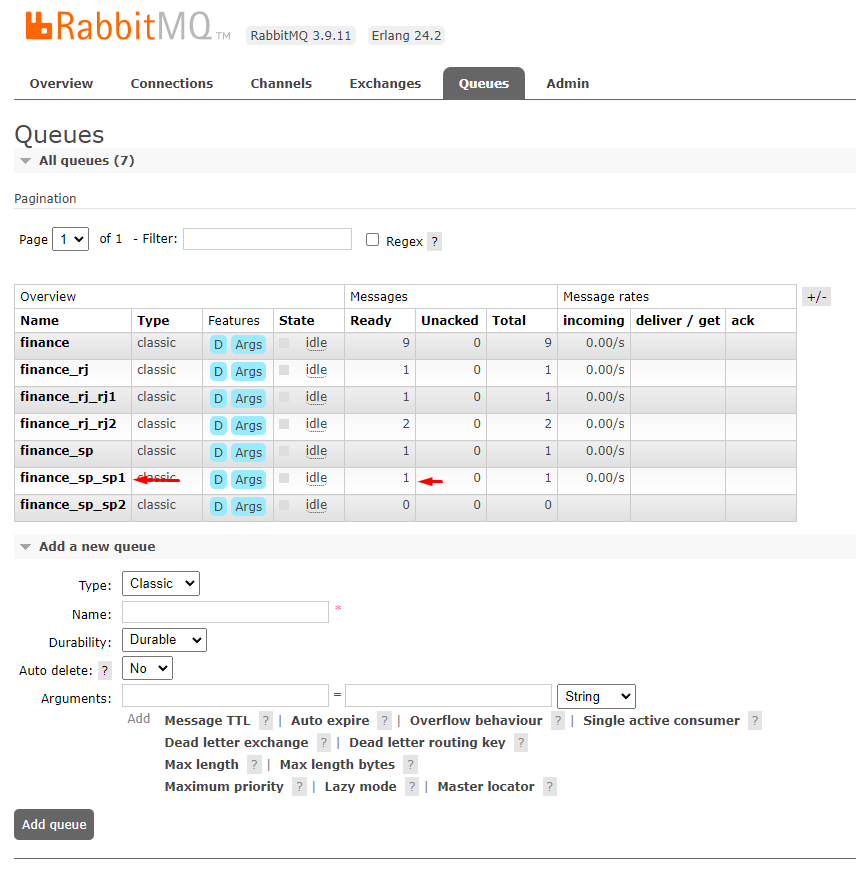 RabbitMQ TM RabbitMQ 3.9.11 Erlang 24.2
Overview Connections Channels Exchanges Queues Admin
Queues
All queues (7)
Pagination
Page 1 of 1 - Filter: Regex ?
Overview Messages Message rates +/-
Name Type Features State Ready Unacked Total incoming deliver / get ack
finance classic D Args idle 9 0 9 0.00/s
finance_rj classic D Args idle 1 0 1 0.00/s
finance_rj_rj1 classic D Args idle 1 0 1 0.00/s
finance_rj_rj2 classic D Args idle 2 0 2 0.00/s
finance_sp classic D Args idle 1 0 1 0.00/s
finance_sp_sp1 classic D Args idle 1 0 1 0.00/s
finance_sp_sp2 classic D Args idle 0 0 0
Add a new queue
Type: Classic
Name: *
Durability: Durable
Auto delete: ? No
Arguments: = String
Add Message TTL ? | Auto expire ? | Overflow behaviour ? | Single active consumer ?
Dead letter exchange ? | Dead letter routing key ?
Max length ? | Max length bytes ?
Maximum priority ? | Lazy mode ? | Master locator ?
Add queue